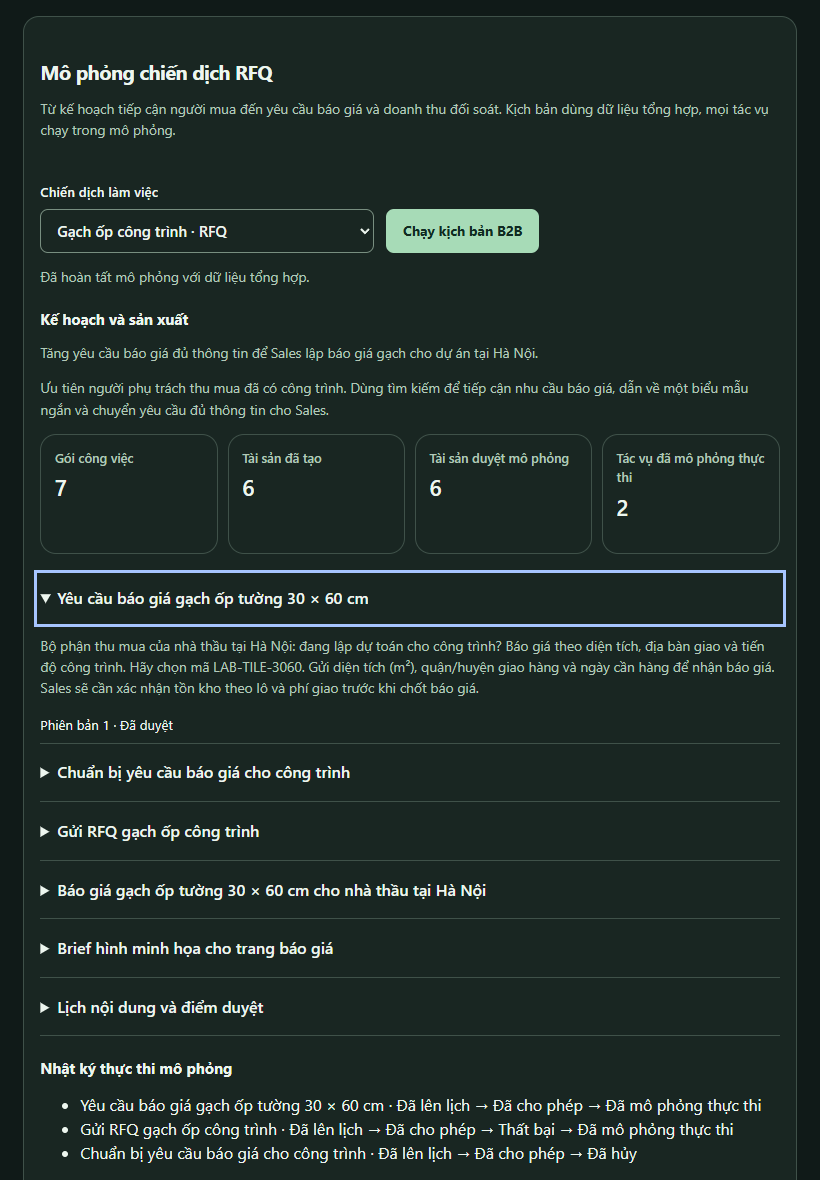 Mô phỏng chiến dịch RFQ
Từ kế hoạch tiếp cận người mua đến yêu cầu báo giá và doanh thu đối soát. Kịch bản dùng dữ liệu tổng hợp, mọi tác vụ
chạy trong mô phỏng.
Chiến dịch làm việc
Gạch ốp công trình · RFQ
Chạy kịch bản B2B
Đã hoàn tất mô phỏng với dữ liệu tổng hợp.
Kế hoạch và sản xuất
Tăng yêu cầu báo giá đủ thông tin để Sales lập báo giá gạch cho dự án tại Hà Nội.
Ưu tiên người phụ trách thu mua đã có công trình. Dùng tìm kiếm để tiếp cận nhu cầu báo giá, dẫn về một biểu mẫu
ngắn và chuyển yêu cầu đủ thông tin cho Sales.
Gói công việc
7
Tài sản đã tạo
6
Tài sản duyệt mô phỏng
6
Tác vụ đã mô phỏng thực
thi
2
Yêu cầu báo giá gạch ốp tường 30 × 60 cm
Bộ phận thu mua của nhà thầu tại Hà Nội: đang lập dự toán cho công trình? Báo giá theo diện tích, địa bàn giao và tiến
độ công trình. Hãy chọn mã LAB-TILE-3060. Gửi diện tích (m²), quận/huyện giao hàng và ngày cần hàng để nhận báo giá.
Sales sẽ cần xác nhận tồn kho theo lô và phí giao trước khi chốt báo giá.
Phiên bản 1 · Đã duyệt
Chuẩn bị yêu cầu báo giá cho công trình
Gửi RFQ gạch ốp công trình
Báo giá gạch ốp tường 30 × 60 cm cho nhà thầu tại Hà Nội
Brief hình minh họa cho trang báo giá
Lịch nội dung và điểm duyệt
Nhật ký thực thi mô phỏng
• Yêu cầu báo giá gạch ốp tường 30 × 60 cm · Đã lên lịch → Đã cho phép → Đã mô phỏng thực thi
• Gửi RFQ gạch ốp công trình · Đã lên lịch → Đã cho phép → Thất bại → Đã mô phỏng thực thi
• Chuẩn bị yêu cầu báo giá cho công trình · Đã lên lịch → Đã cho phép → Đã hủy